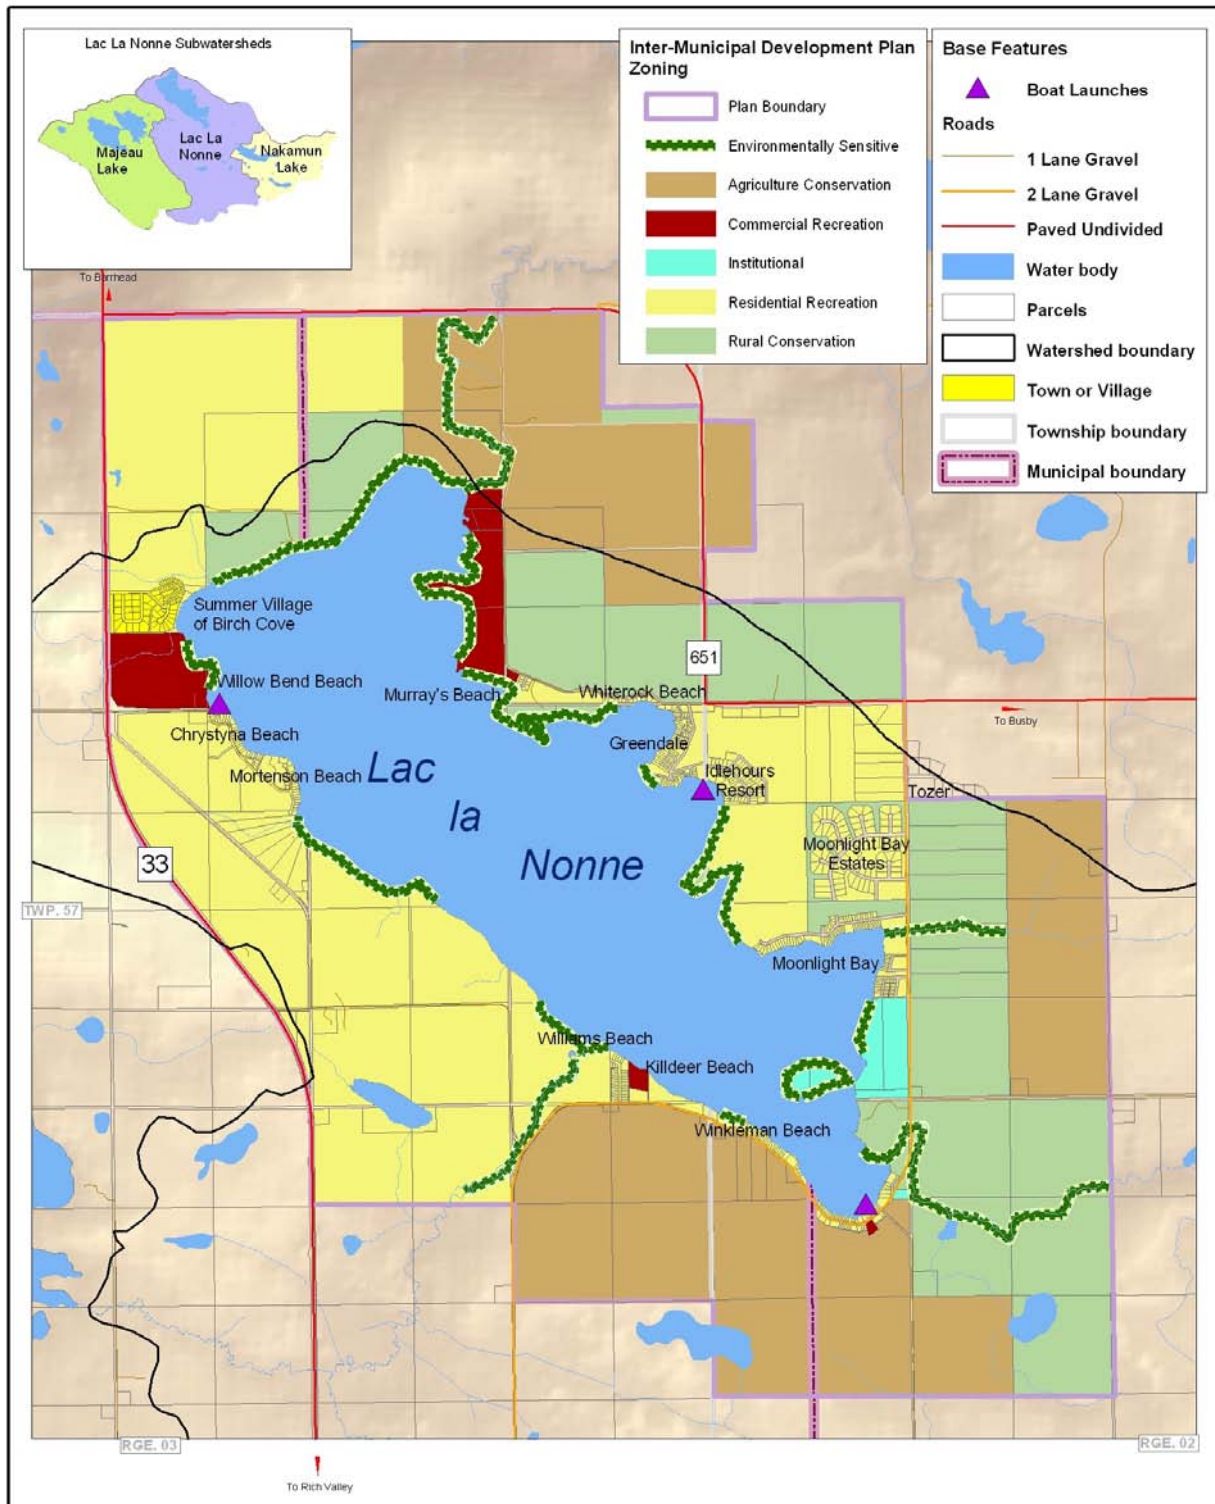 Lac La Nonne Subwatersheds
Majeau
Lake
Lac La
Nonne
Nakamun
Lake
Inter-Municipal Development Plan
Zoning
Plan Boundary
Environmentally Sensitive
Agriculture Conservation
Commercial Recreation
Institutional
Residential Recreation
Rural Conservation
Base Features
Boat Launches
Roads
1 Lane Gravel
2 Lane Gravel
Paved Undivided
Water body
Parcels
Watershed boundary
Town or Village
Township boundary
Municipal boundary
To Barrhead
Summer Village
of Birch Cove
Willow Bend Beach
Murray's Beach
Chrystyna Beach
Mortenson Beach
651
Whiterock Beach
To Busby
Greendale
Idlehours
Resort
Tozer
Lac
la
Nonne
Moonlight Bay
Estates
33
TWP. 57
Moonlight Bay
Williams Beach
Killdeer Beach
Winkleman Beach
RGE. 03
RGE. 02
To Rich Valley